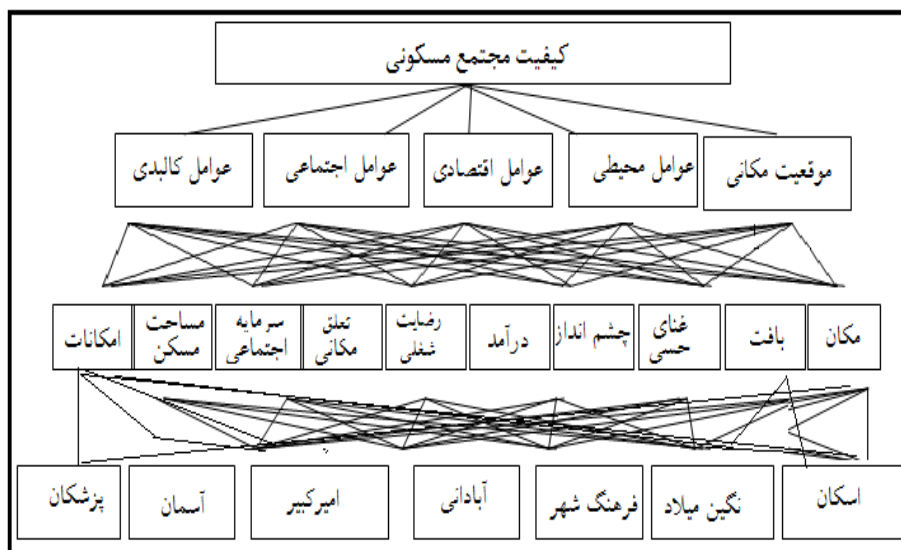 کیفیت مجتمع مسکونی
موقعیت مکانی
عوامل محیطی
عوامل اقتصادی
عوامل اجتماعی
عوامل کالبدی
مکان
بافت
غنای
حسی
چشم انداز
درآمد
رضایت
شغلی
تعلق
مکانی
سرمایه
اجتماعی
مساحت
مسکن
امکانات
اسکان
نگین میلاد
فرهنگ شهر
آبادانی
امیرکبیر
آسمان
پزشکان